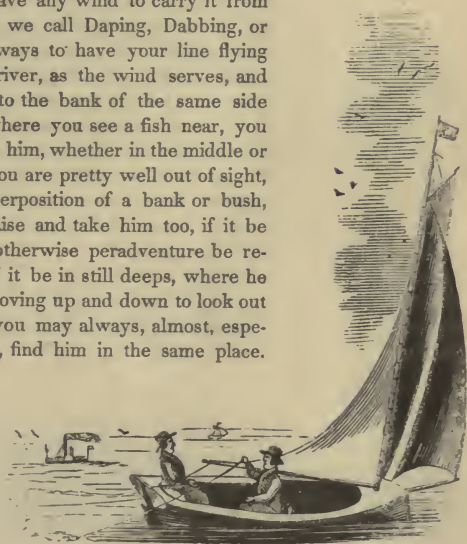 ave any wind to carry it from
we call Daping, Dabbing, or
ways to have your line flying
river, as the wind serves, and
to the bank of the same side
where you see a fish near, you
him, whether in the middle or
ou are pretty well out of sight,
erposition of a bank or bush,
ise and take him too, if it be
otherwise peradventure be re-
f it be in still deeps, where he
oving up and down to look out
you may always, almost, espe-
, find him in the same place.